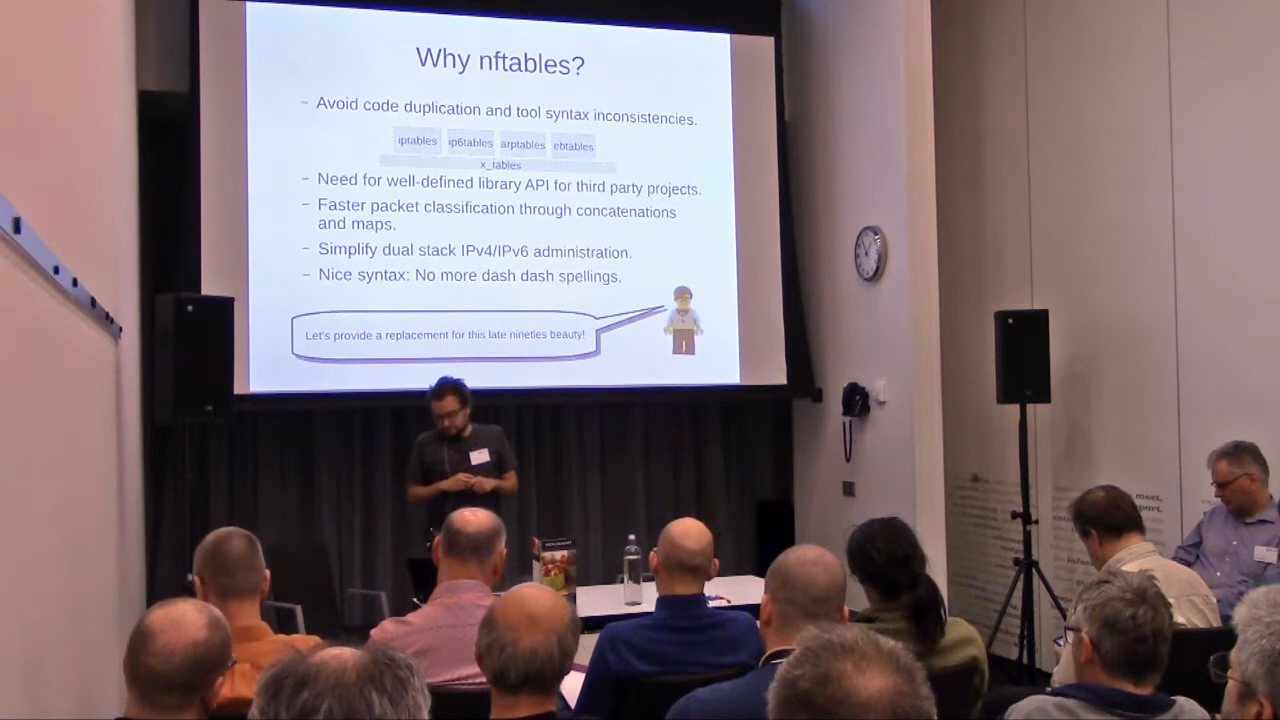 Why nftables?
– Avoid code duplication and tool syntax inconsistencies.
iptables ip6tables arptables ebtables
x_tables
– Need for well-defined library API for third party projects.
– Faster packet classification through concatenations
and maps.
– Simplify dual stack IPv4/IPv6 administration.
– Nice syntax: No more dash dash spellings.
Let's provide a replacement for this late nineties beauty!
meet.